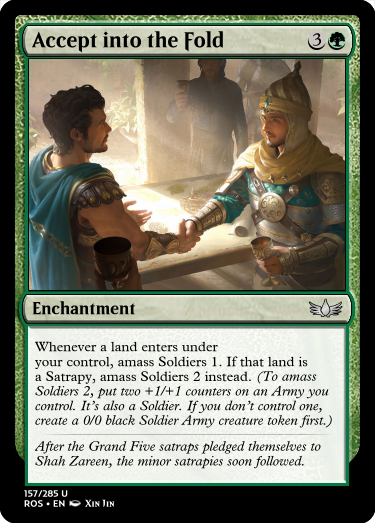 Accept into the Fold 3
Enchantment
Whenever a land enters under
your control, amass Soldiers 1. If that land is
a Satrapy, amass Soldiers 2 instead. (To amass
Soldiers 2, put two +1/+1 counters on an Army you
control. It's also a Soldier. If you don't control one,
create a 0/0 black Soldier Army creature token first.)
After the Grand Five satraps pledged themselves to
Shah Zareen, the minor satrapies soon followed.
157/285 U
ROS • EN Xin Jin